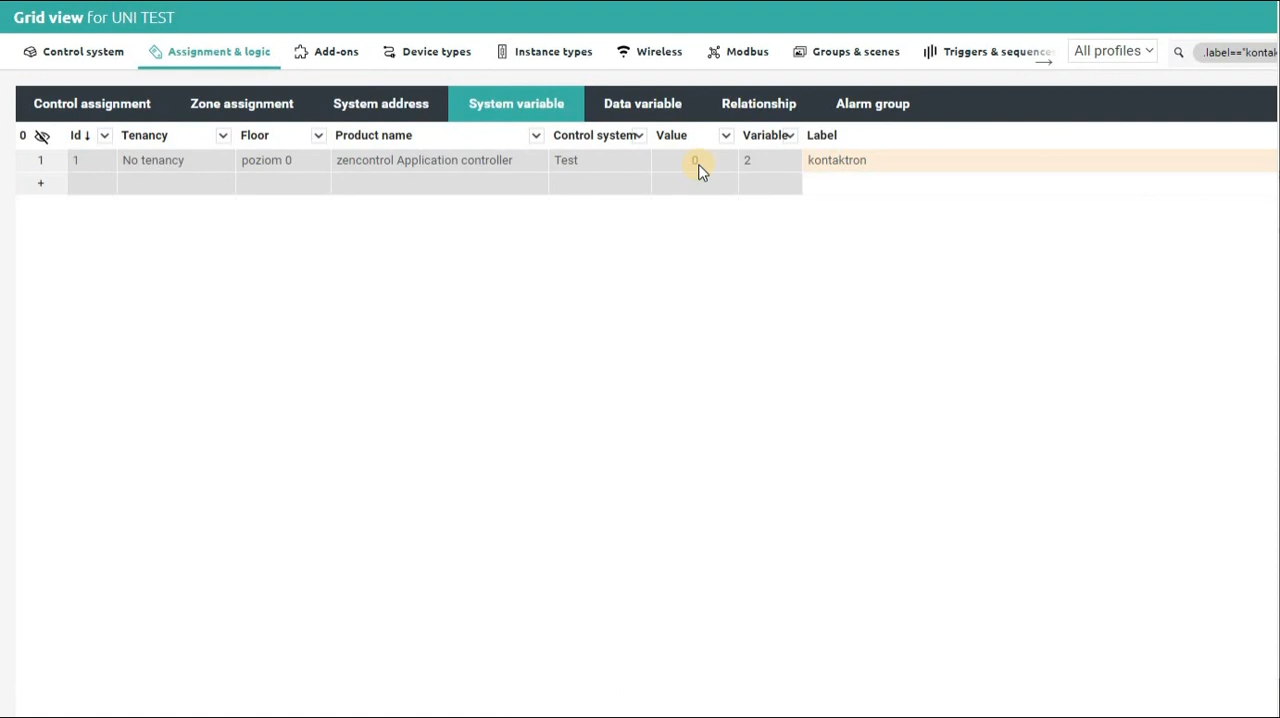 Grid view for UNI TEST
Control system Assignment & logic Add-ons Device types Instance types Wireless Modbus Groups & scenes Triggers & sequence All profiles .label=="kontak
Control assignment Zone assignment System address System variable Data variable Relationship Alarm group
0 Id ↓ Tenancy Floor Product name Control system Value Variable Label
1 1 No tenancy poziom 0 zencontrol Application controller Test 0 2 kontaktron
+